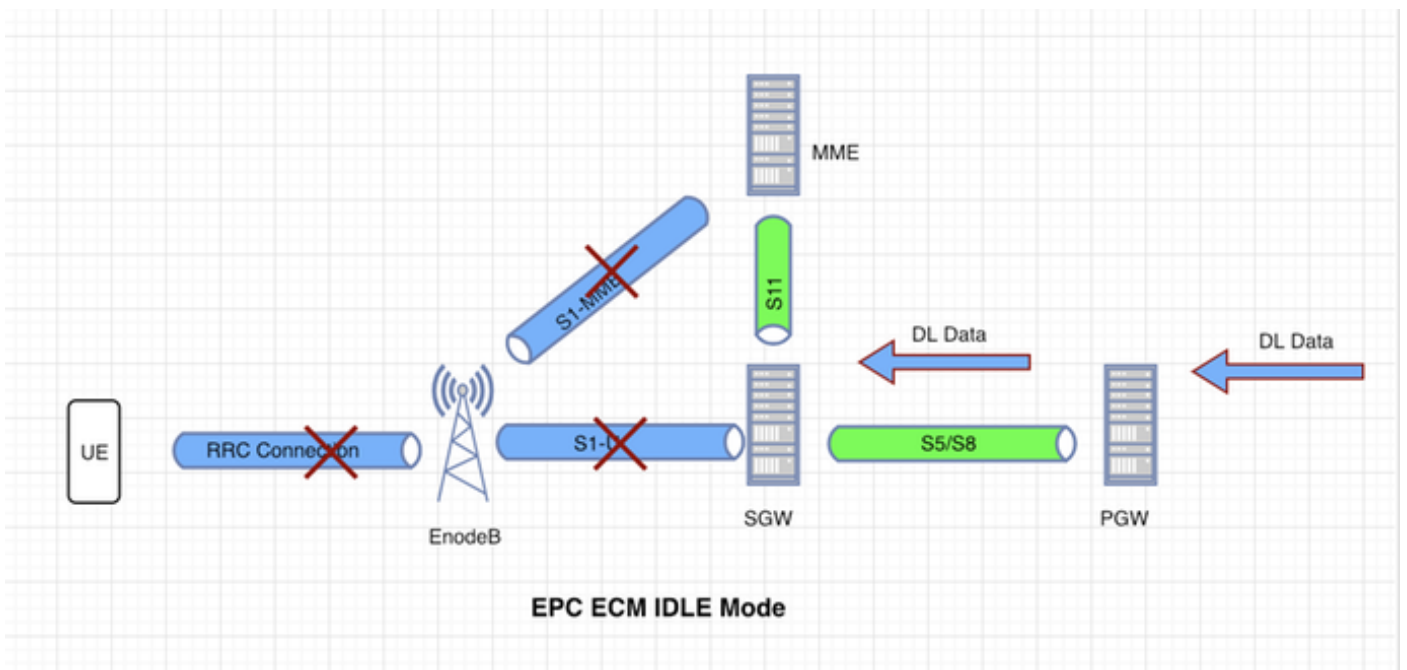 MME
S1-MME
S11
DL Data
DL Data
UE
RRC Connection
S1-U
S5/S8
EnodeB
SGW
PGW
EPC ECM IDLE Mode